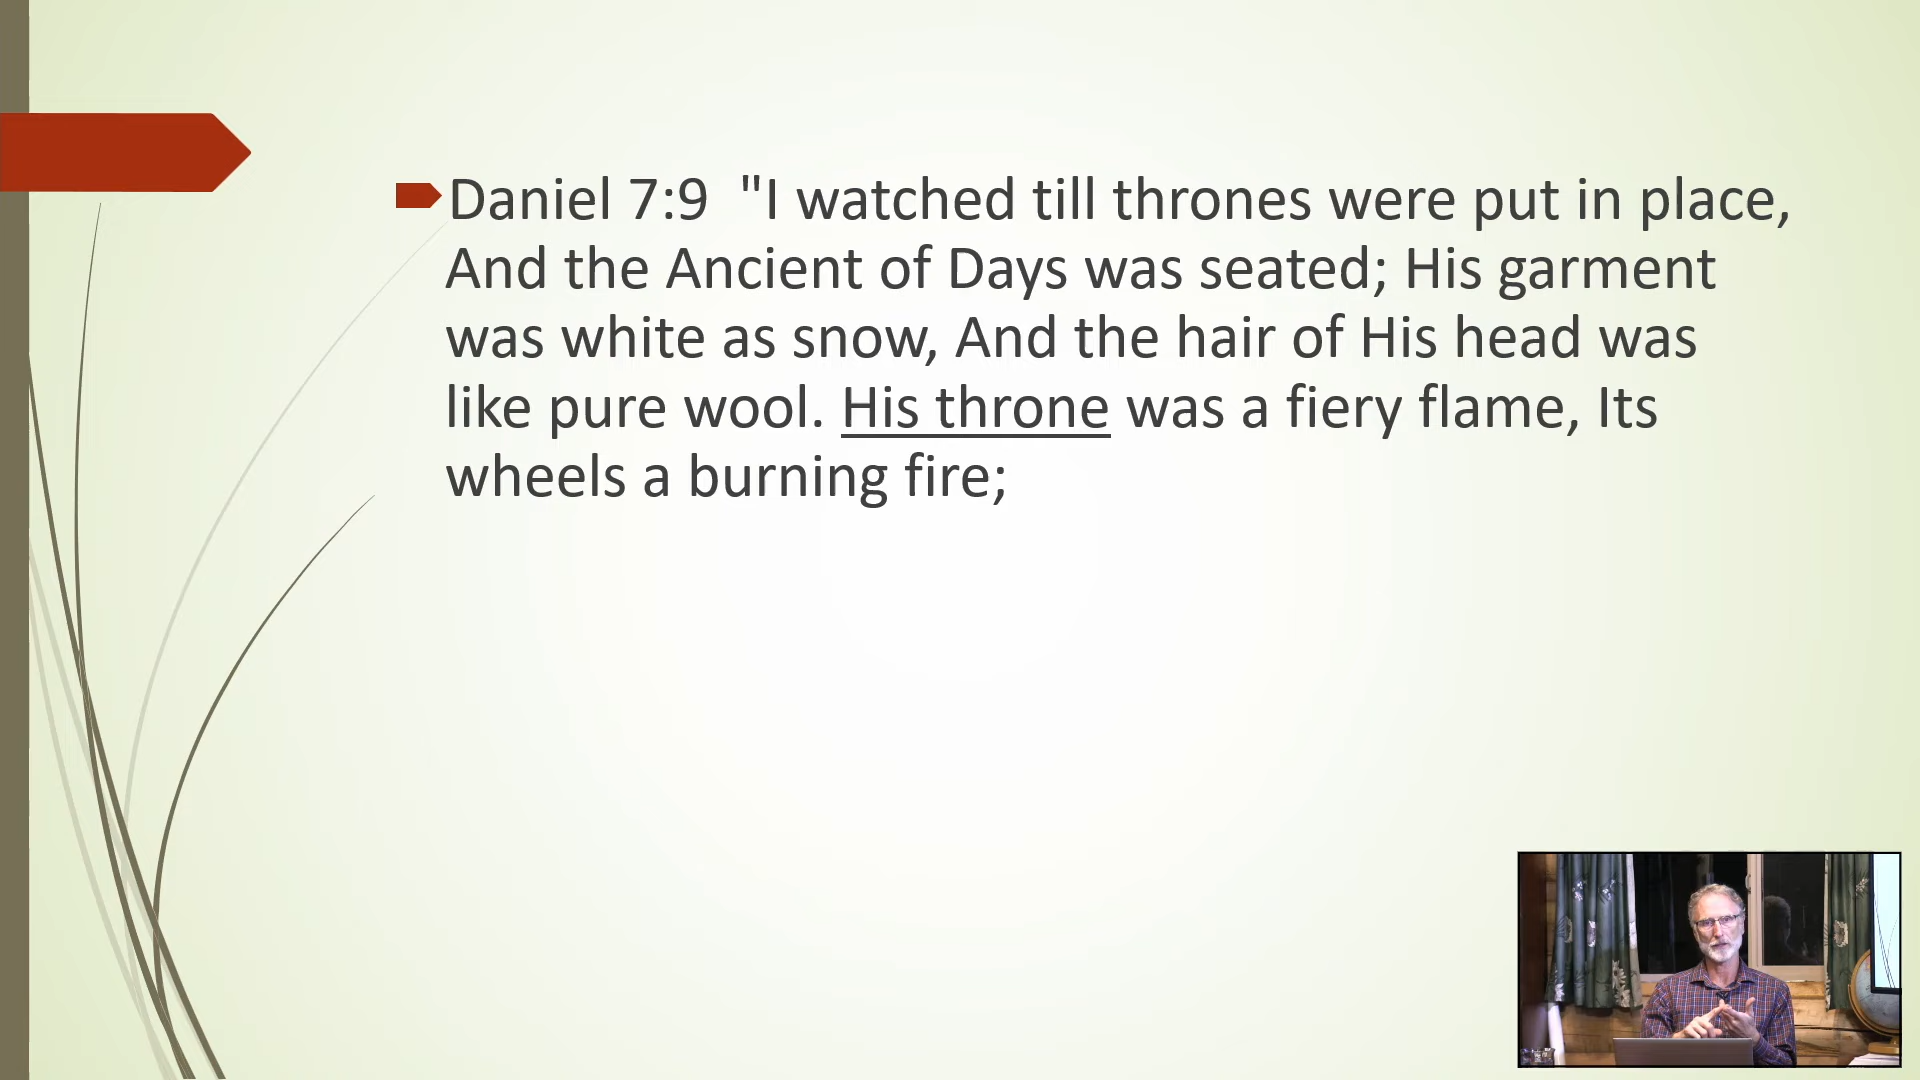 Daniel 7:9  "I watched till thrones were put in place,
And the Ancient of Days was seated; His garment
was white as snow, And the hair of His head was
like pure wool. His throne was a fiery flame, Its
wheels a burning fire;